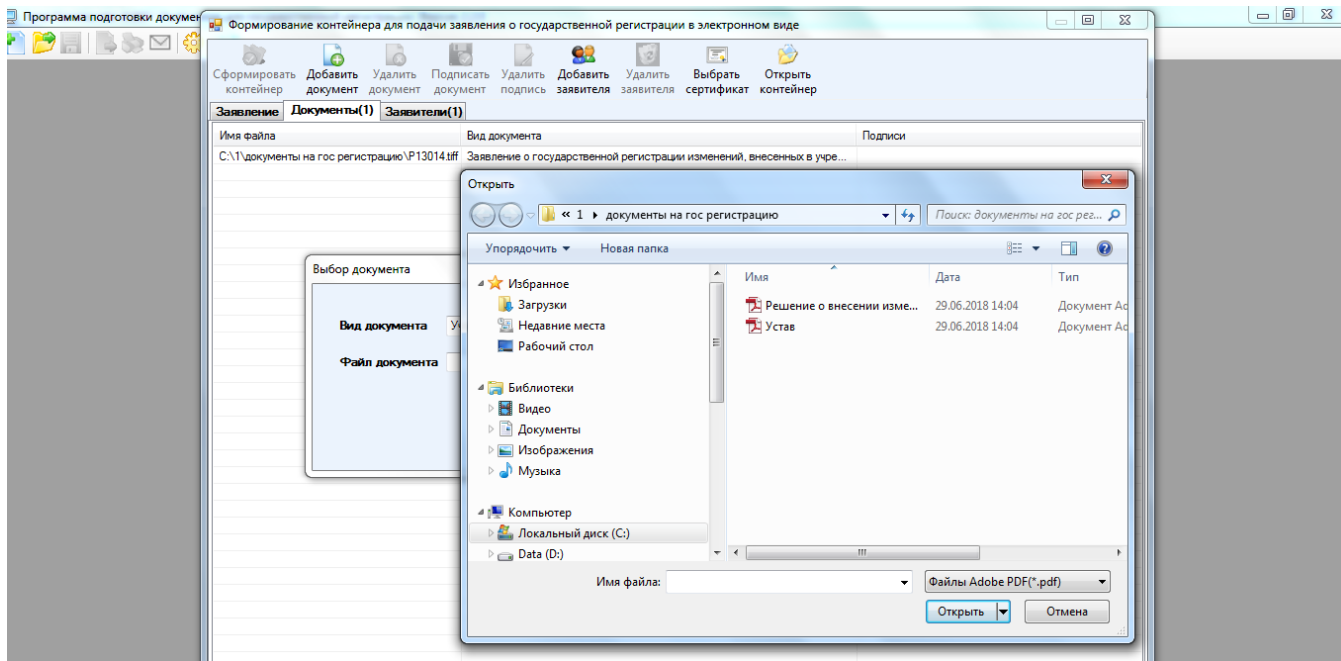 Программа подготовки докумен
Формирование контейнера для подачи заявления о государственной регистрации в электронном виде
Сформировать контейнер
Добавить документ
Удалить документ
Подписать документ
Удалить подпись
Добавить заявителя
Удалить заявителя
Выбрать сертификат
Открыть контейнер
Заявление Документы(1) Заявители(1)
Имя файла Вид документа Подписи
C:\1\документы на гос регистрацию\P13014.tiff Заявление о государственной регистрации изменений, внесенных в учре...
Открыть
« 1 ▸ документы на гос регистрацию
Поиск: документы на гос рег...
Упорядочить ▼ Новая папка
Выбор документа
Вид документа
Файл документа
Избранное
Загрузки
Недавние места
Рабочий стол
Библиотеки
Видео
Документы
Изображения
Музыка
Компьютер
Локальный диск (C:)
Data (D:)
Имя Дата Тип
Решение о внесении изме... 29.06.2018 14:04 Документ Ad
Устав 29.06.2018 14:04 Документ Ad
Имя файла:
Файлы Adobe PDF(*.pdf)
Открыть Отмена